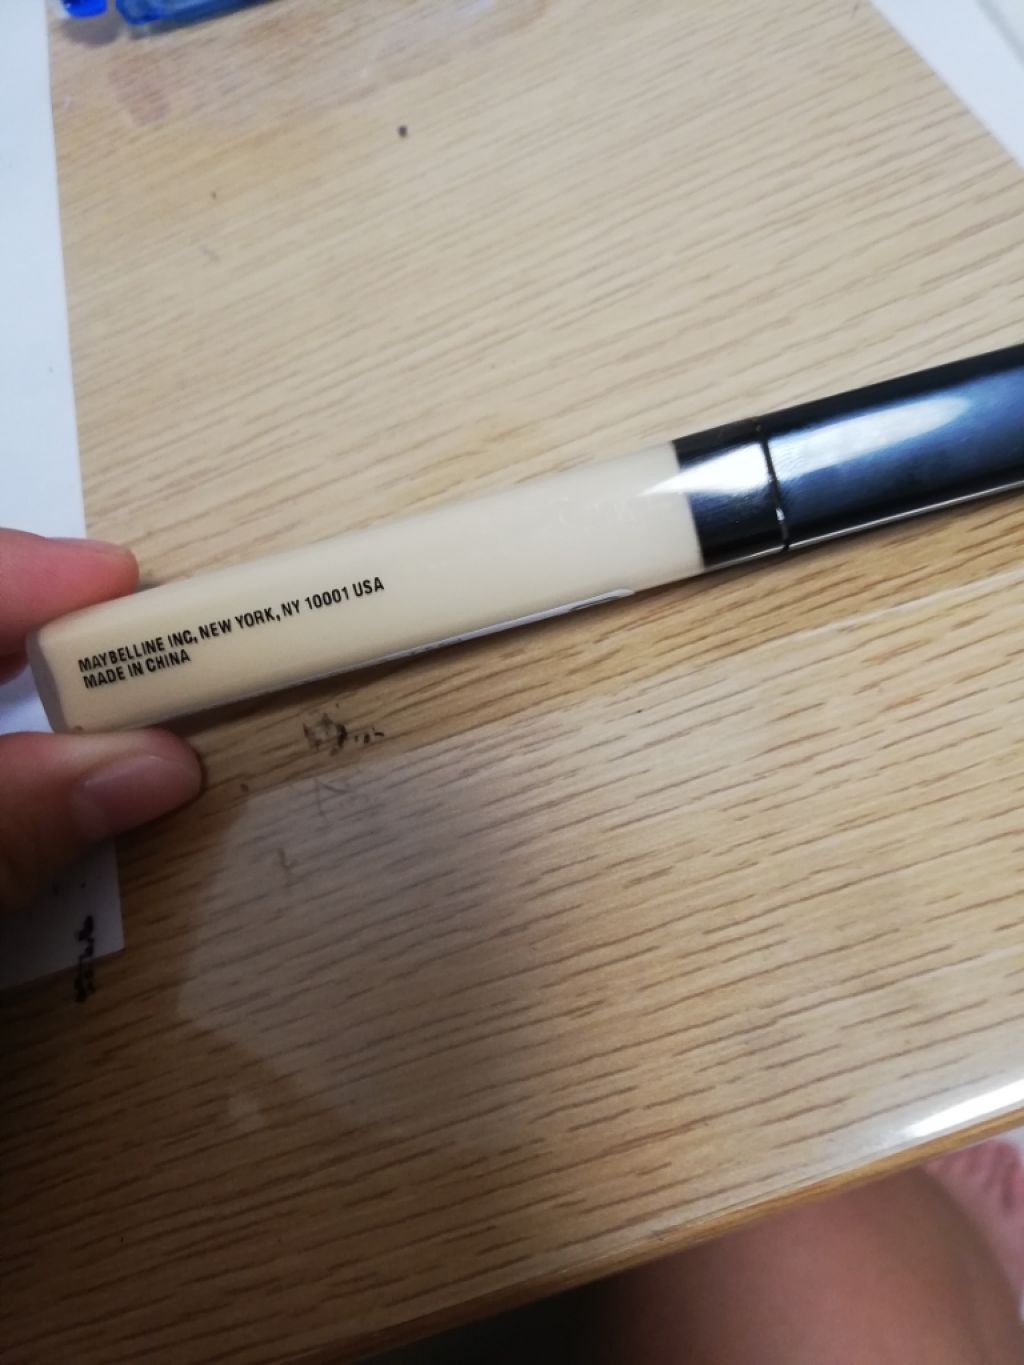 MAYBELLINE INC, NEW YORK, NY 10001 USA
MADE IN CHINA